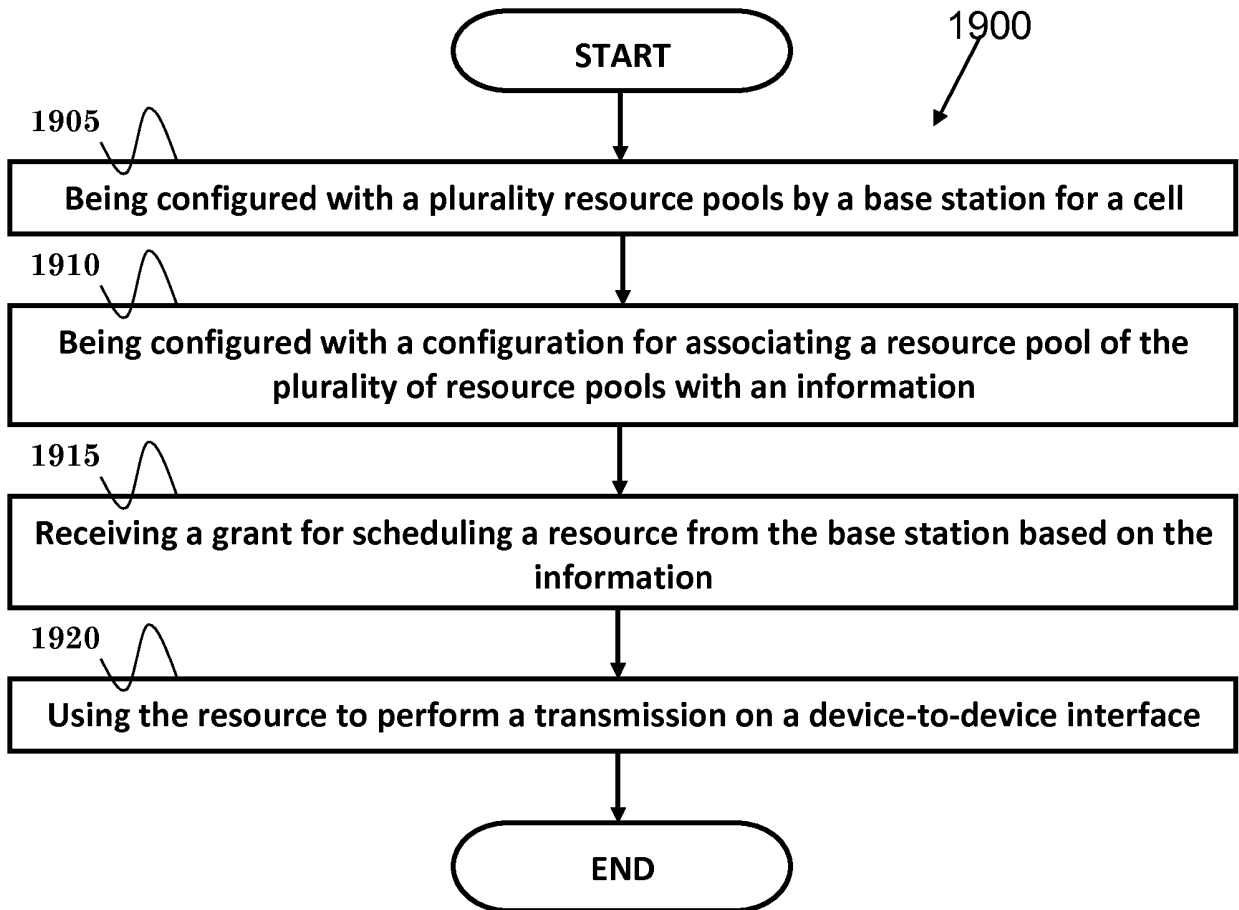 START
1900
1905
Being configured with a plurality resource pools by a base station for a cell
1910
Being configured with a configuration for associating a resource pool of the
plurality of resource pools with an information
1915
Receiving a grant for scheduling a resource from the base station based on the
information
1920
Using the resource to perform a transmission on a device-to-device interface
END